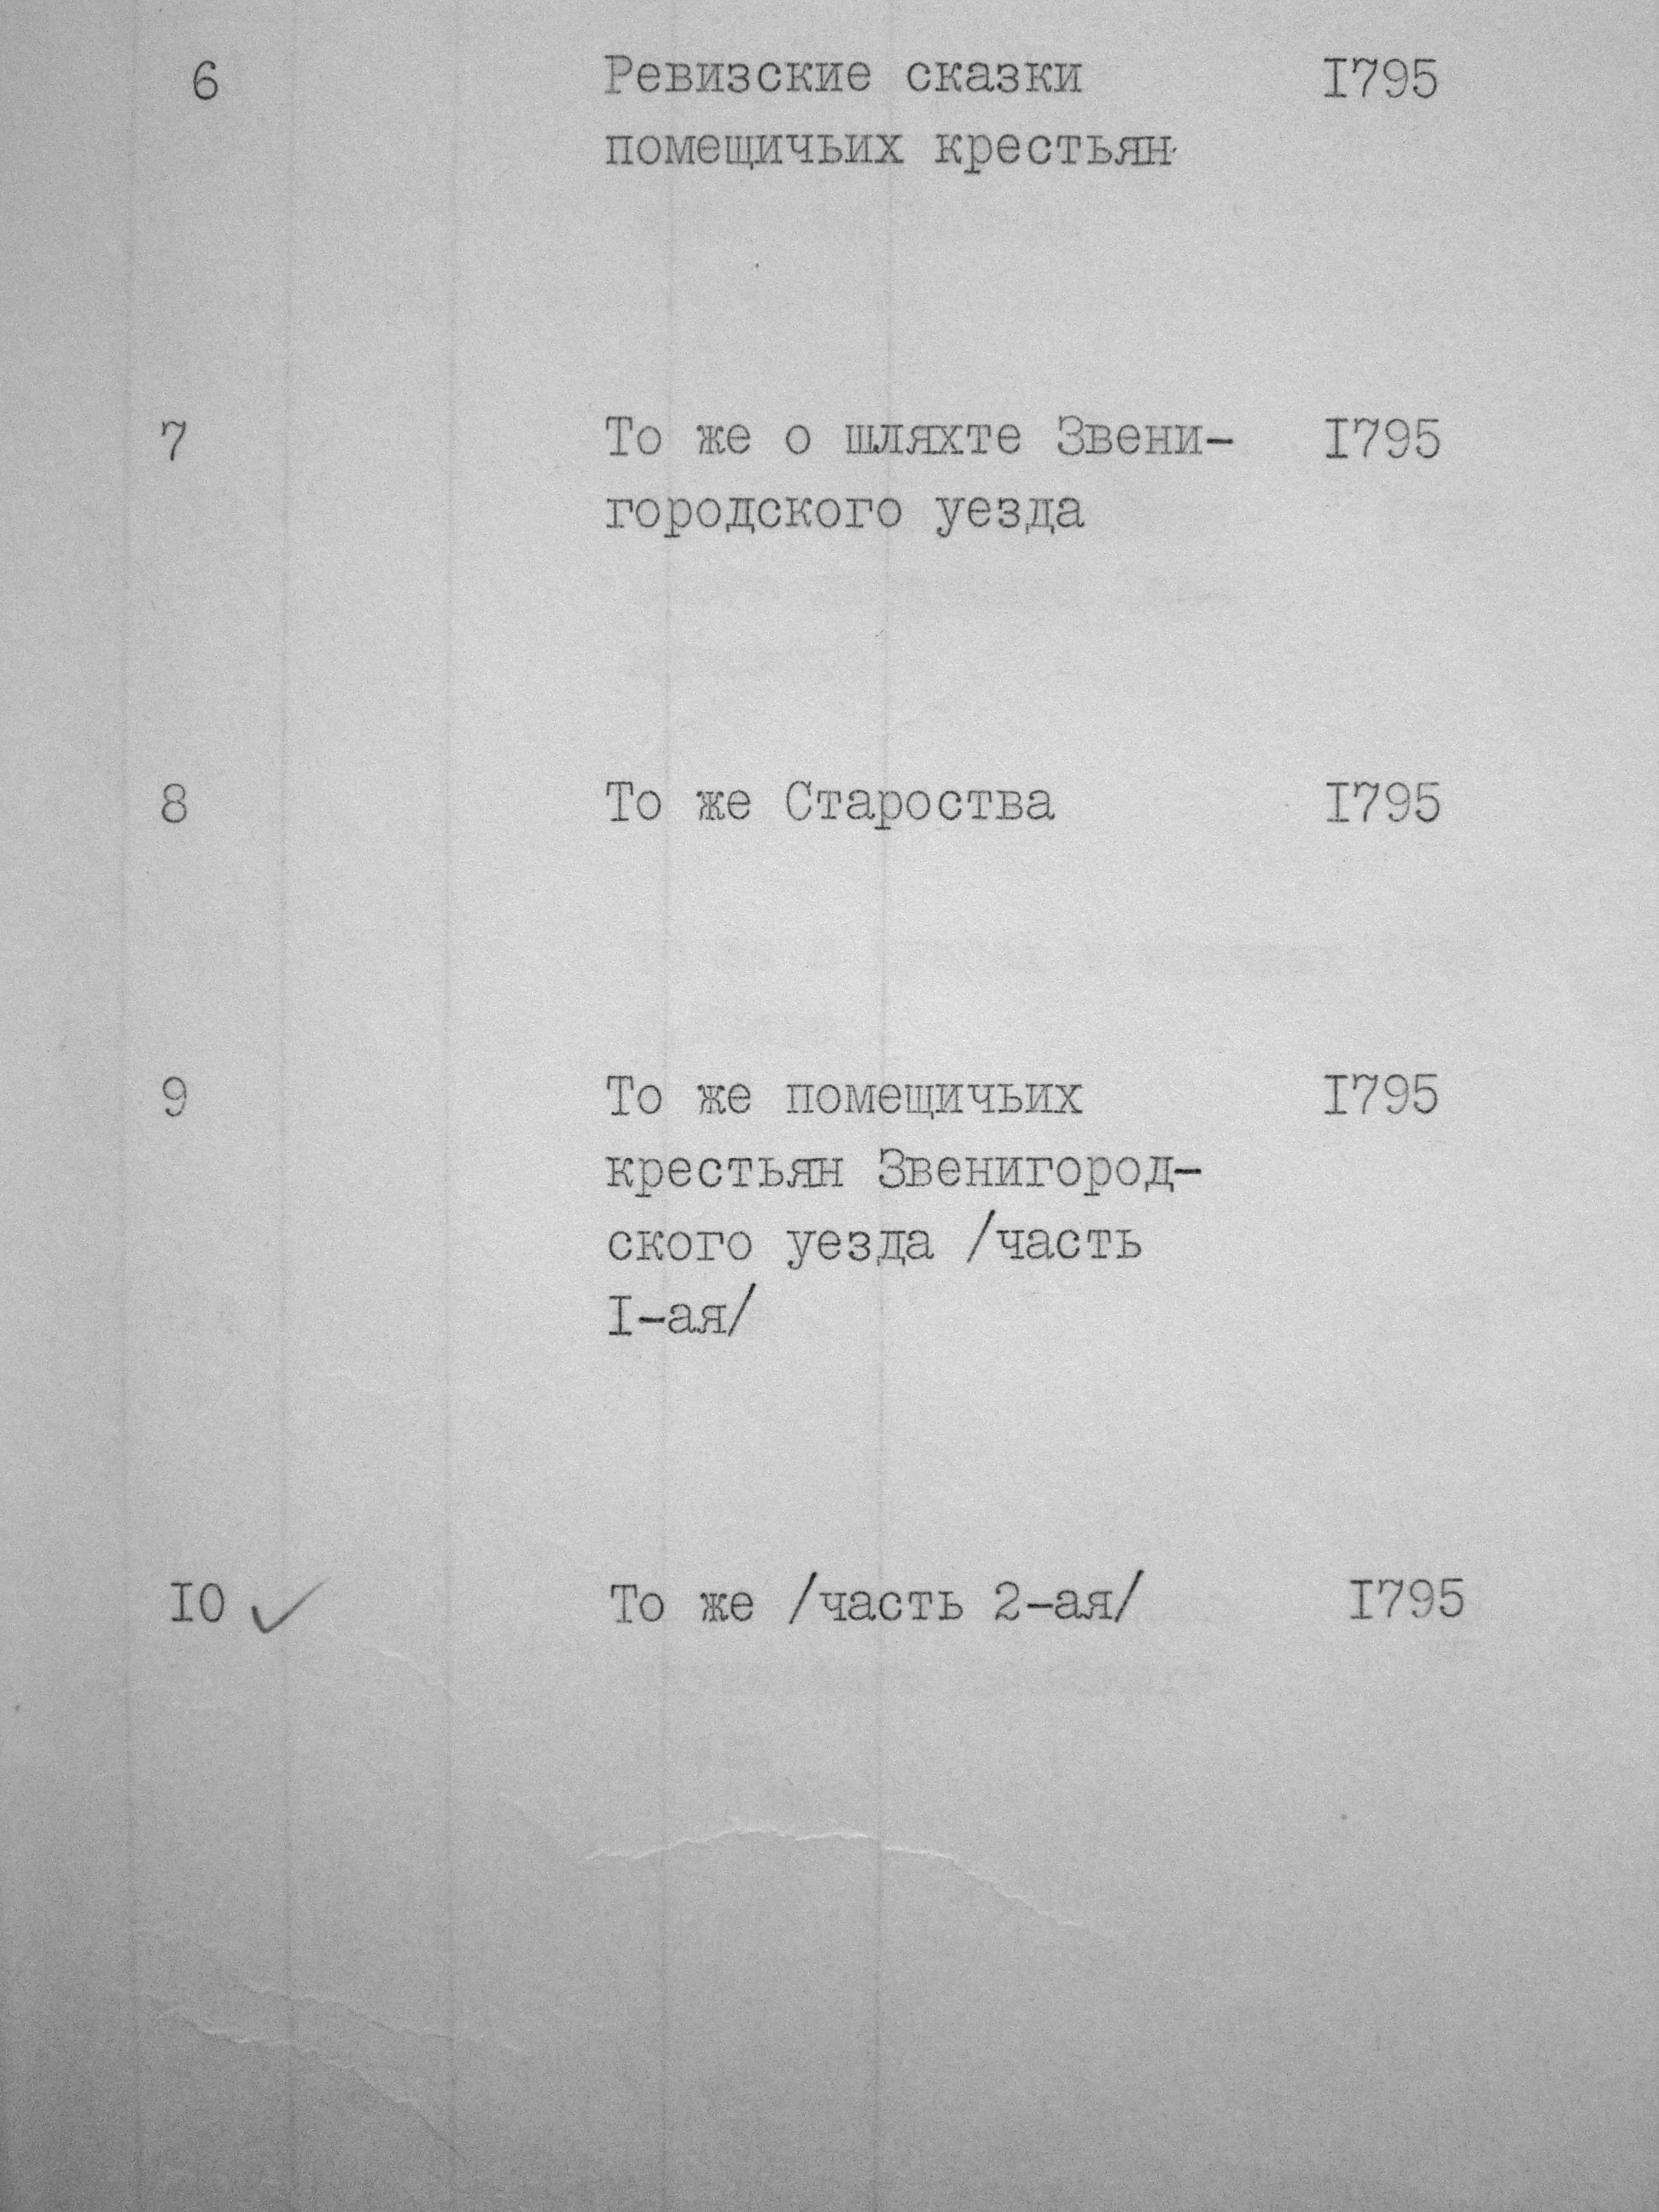 6 Ревизские сказки 1795
помещичьих крестьян
7 То же о шляхте Звени- 1795
городского уезда
8 То же Староства 1795
9 То же помещичьих 1795
крестьян Звенигород-
ского уезда /часть
I-ая/
10 ✓ То же /часть 2-ая/ 1795